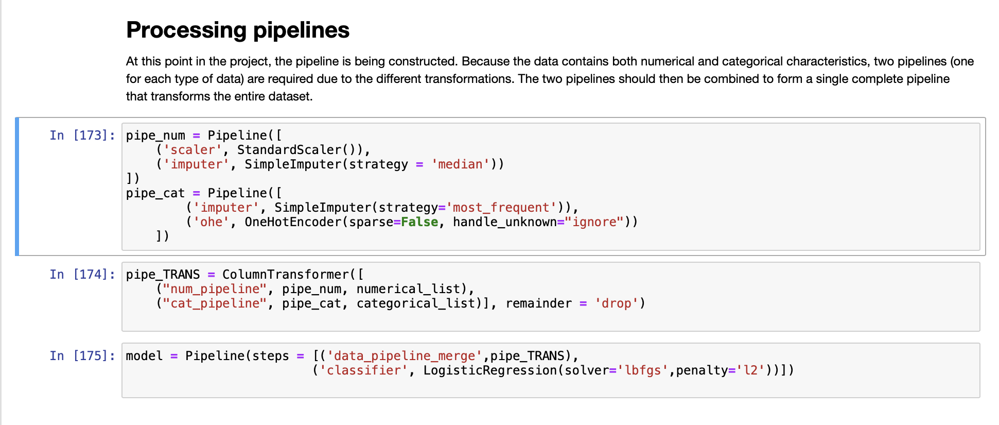 Processing pipelines
At this point in the project, the pipeline is being constructed. Because the data contains both numerical and categorical characteristics, two pipelines (one
for each type of data) are required due to the different transformations. The two pipelines should then be combined to form a single complete pipeline
that transforms the entire dataset.
In [173]: pipe_num = Pipeline([
    ('scaler', StandardScaler()),
    ('imputer', SimpleImputer(strategy = 'median'))
])
pipe_cat = Pipeline([
        ('imputer', SimpleImputer(strategy='most_frequent')),
        ('ohe', OneHotEncoder(sparse=False, handle_unknown="ignore"))
    ])
In [174]: pipe_TRANS = ColumnTransformer([
    ("num_pipeline", pipe_num, numerical_list),
    ("cat_pipeline", pipe_cat, categorical_list)], remainder = 'drop')
In [175]: model = Pipeline(steps = [('data_pipeline_merge',pipe_TRANS),
                         ('classifier', LogisticRegression(solver='lbfgs',penalty='l2'))])